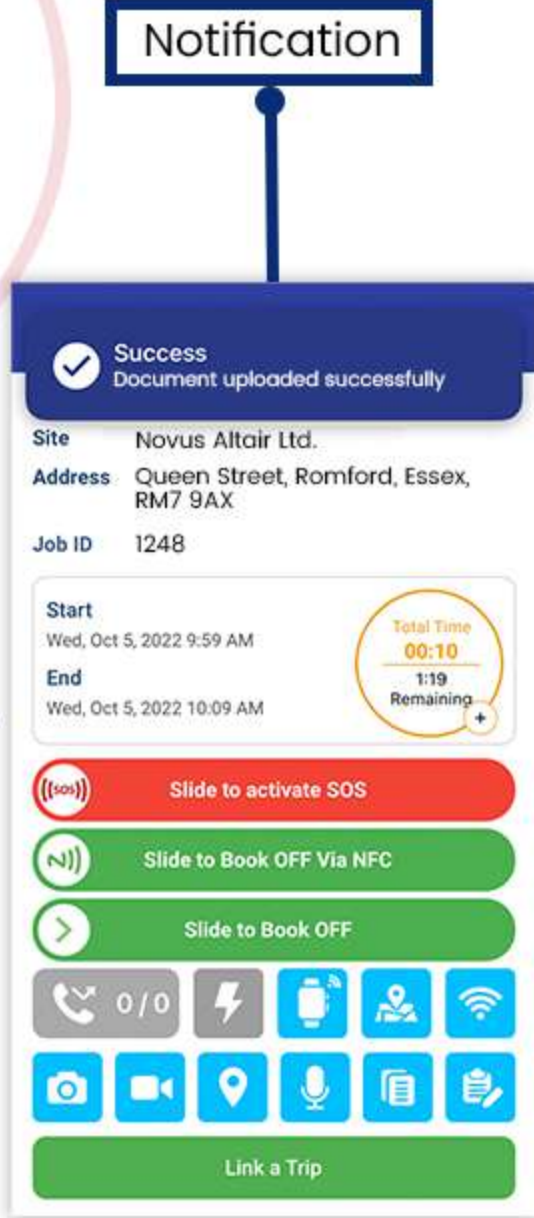 Notification
Success
Document uploaded successfully
Site Novus Altair Ltd.
Address Queen Street, Romford, Essex,
RM7 9AX
Job ID 1248
Start
Wed, Oct 5, 2022 9:59 AM
End
Wed, Oct 5, 2022 10:09 AM
Total Time
00:10
1:19
Remaining
+
((sos)) Slide to activate SOS
Slide to Book OFF Via NFC
Slide to Book OFF
0/0
Link a Trip